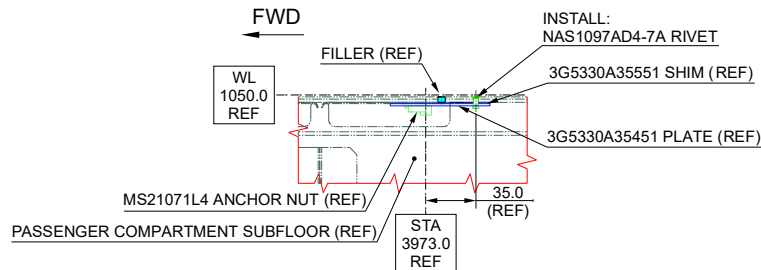 FWD
INSTALL:
NAS1097AD4-7A RIVET
FILLER (REF)
3G5330A35551 SHIM (REF)
WL
1050.0
REF
3G5330A35451 PLATE (REF)
MS21071L4 ANCHOR NUT (REF)
35.0
(REF)
PASSENGER COMPARTMENT SUBFLOOR (REF)
STA
3973.0
REF